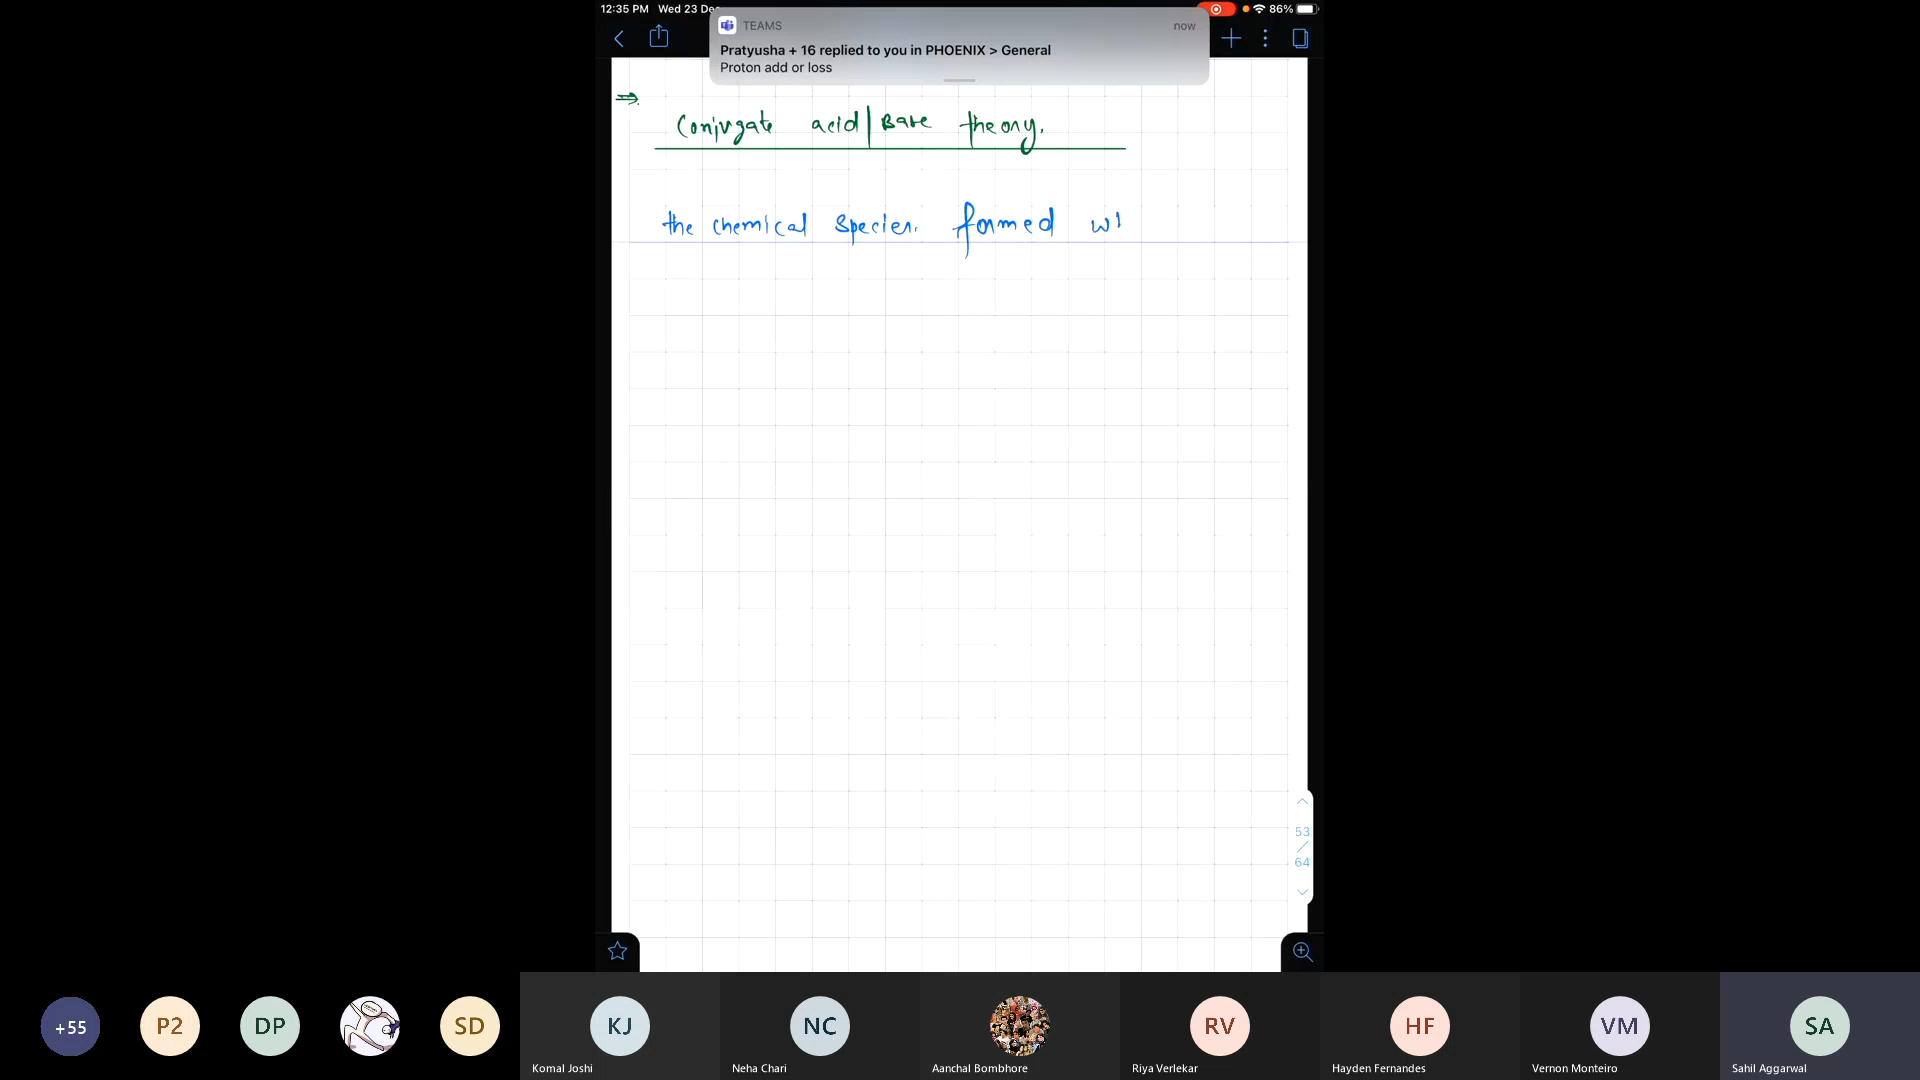 12:35 PM Wed 23 De
86%
TEAMS
now
Pratyusha + 16 replied to you in PHOENIX > General
Proton add or loss
⇒
Conjugate acid | Base theory.
the chemical species. formed wh
53
64
+55
P2
DP
SD
KJ
NC
RV
HF
VM
SA
Komal Joshi
Neha Chari
Aanchal Bombhore
Riya Verlekar
Hayden Fernandes
Vernon Monteiro
Sahil Aggarwal